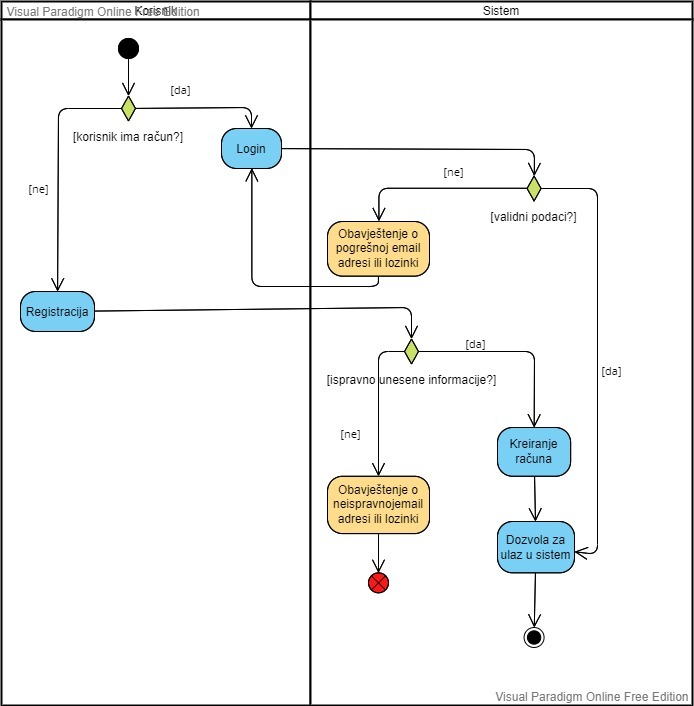 Visual Paradigm Online Free Edition
Korisnik
Sistem
[da]
[korisnik ima račun?]
Login
[ne]
[ne]
[validni podaci?]
Obavještenje o
pogrešnoj email
adresi ili lozinki
Registracija
[da]
[ispravno unesene informacije?]
[da]
[ne]
Kreiranje
računa
Obavještenje o
neispravnojemail
adresi ili lozinki
Dozvola za
ulaz u sistem
Visual Paradigm Online Free Edition